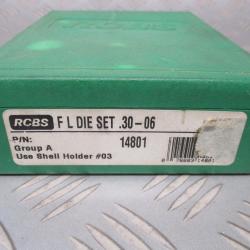 RCBS F L DIE SET .30-06
P/N: 14801
Group A
Use Shell Holder #03